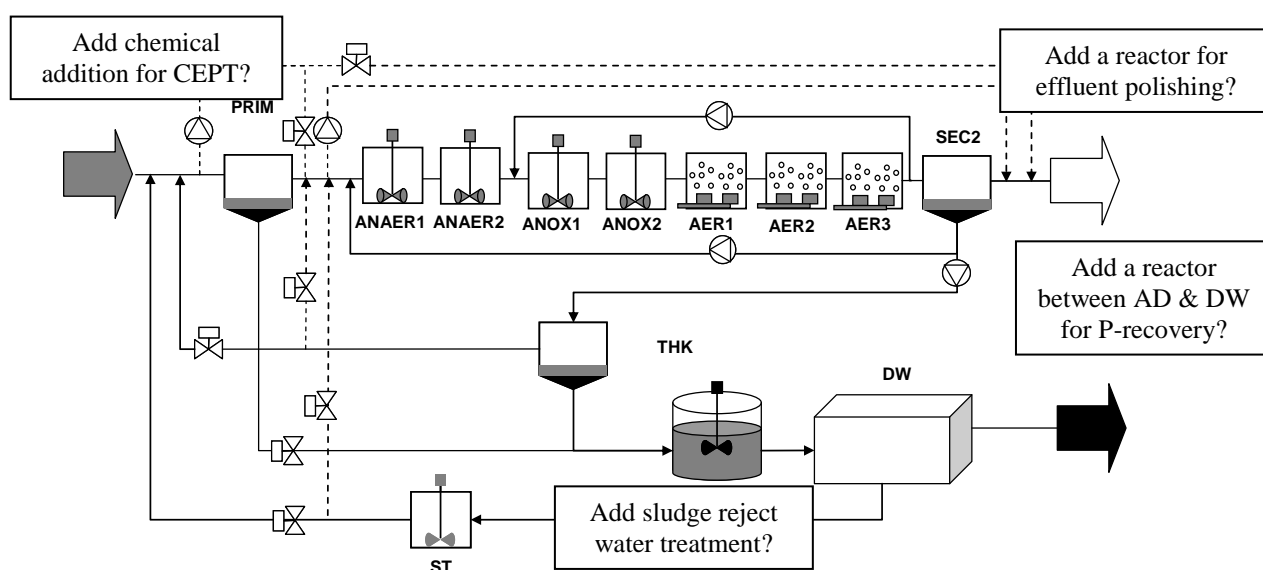 Add chemical
addition for CEPT?
Add a reactor for
effluent polishing?
PRIM
SEC2
ANAER1
ANAER2
ANOX1
ANOX2
AER1
AER2
AER3
Add a reactor
between AD & DW
for P-recovery?
THK
DW
Add sludge reject
water treatment?
ST